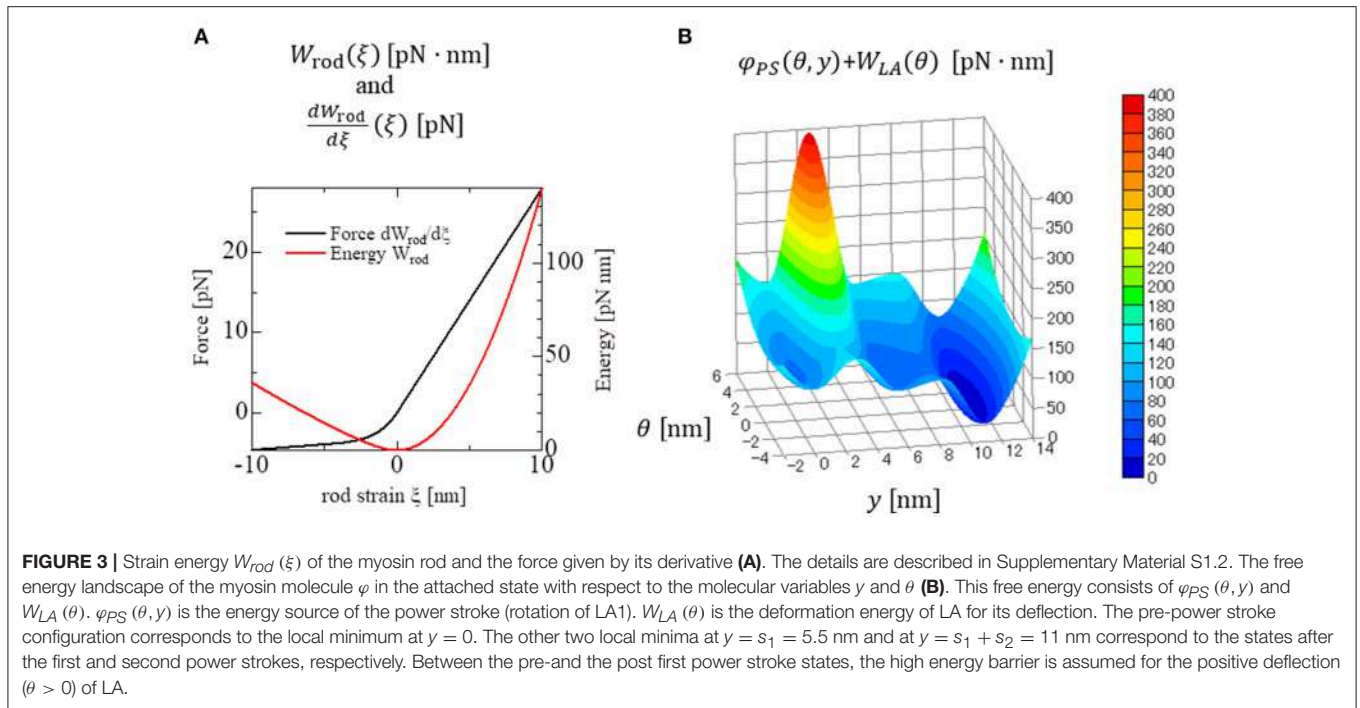 A
W_rod(ξ) [pN · nm]
and
dW_rod/dξ (ξ) [pN]
Force dW_rod/dξ
Energy W_rod
Force [pN]
20
10
0
Energy [pN nm]
100
50
0
-10 0 10
rod strain ξ [nm]
B
φ_PS(θ, y)+W_LA(θ) [pN · nm]
6
4
2
0
−2
−4
θ [nm]
−2 0 2 4 6 8 10 12 14
y [nm]
400
350
300
250
200
150
100
50
0
400
380
360
340
320
300
280
260
240
220
200
180
160
140
120
100
80
60
40
20
0
FIGURE 3 | Strain energy W_rod (ξ) of the myosin rod and the force given by its derivative (A). The details are described in Supplementary Material S1.2. The free
energy landscape of the myosin molecule φ in the attached state with respect to the molecular variables y and θ (B). This free energy consists of φ_PS (θ, y) and
W_LA (θ). φ_PS (θ, y) is the energy source of the power stroke (rotation of LA1). W_LA (θ) is the deformation energy of LA for its deflection. The pre-power stroke
configuration corresponds to the local minimum at y = 0. The other two local minima at y = s₁ = 5.5 nm and at y = s₁ + s₂ = 11 nm correspond to the states after
the first and second power strokes, respectively. Between the pre-and the post first power stroke states, the high energy barrier is assumed for the positive deflection
(θ > 0) of LA.